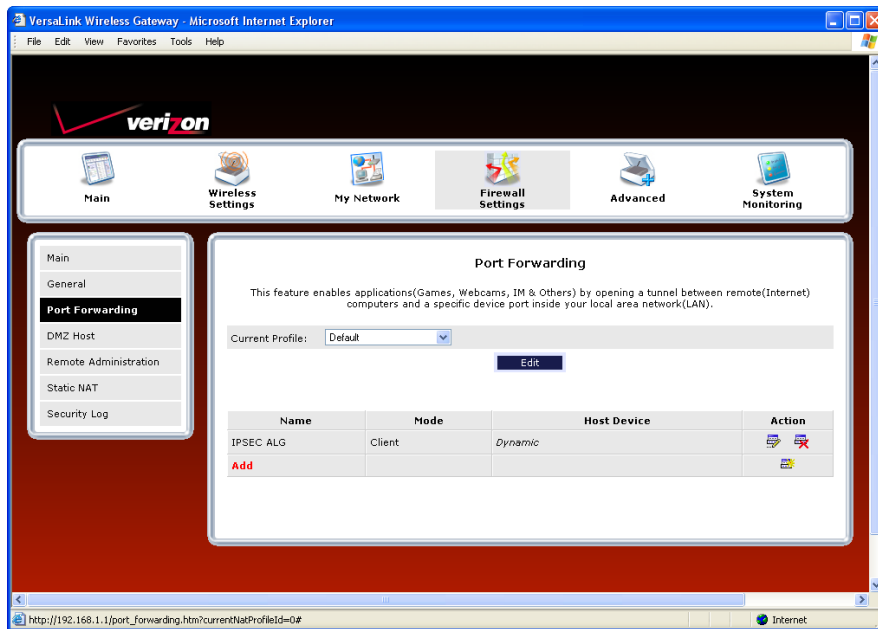 VersaLink Wireless Gateway - Microsoft Internet Explorer
File Edit View Favorites Tools Help
verizon
Main
Wireless
Settings
My Network
Firewall
Settings
Advanced
System
Monitoring
Main
General
Port Forwarding
DMZ Host
Remote Administration
Static NAT
Security Log
Port Forwarding
This feature enables applications(Games, Webcams, IM & Others) by opening a tunnel between remote(Internet)
computers and a specific device port inside your local area network(LAN).
Current Profile: Default
Edit
Name Mode Host Device Action
IPSEC ALG Client Dynamic
Add
http://192.168.1.1/port_forwarding.htm?currentNatProfileId=0# Internet